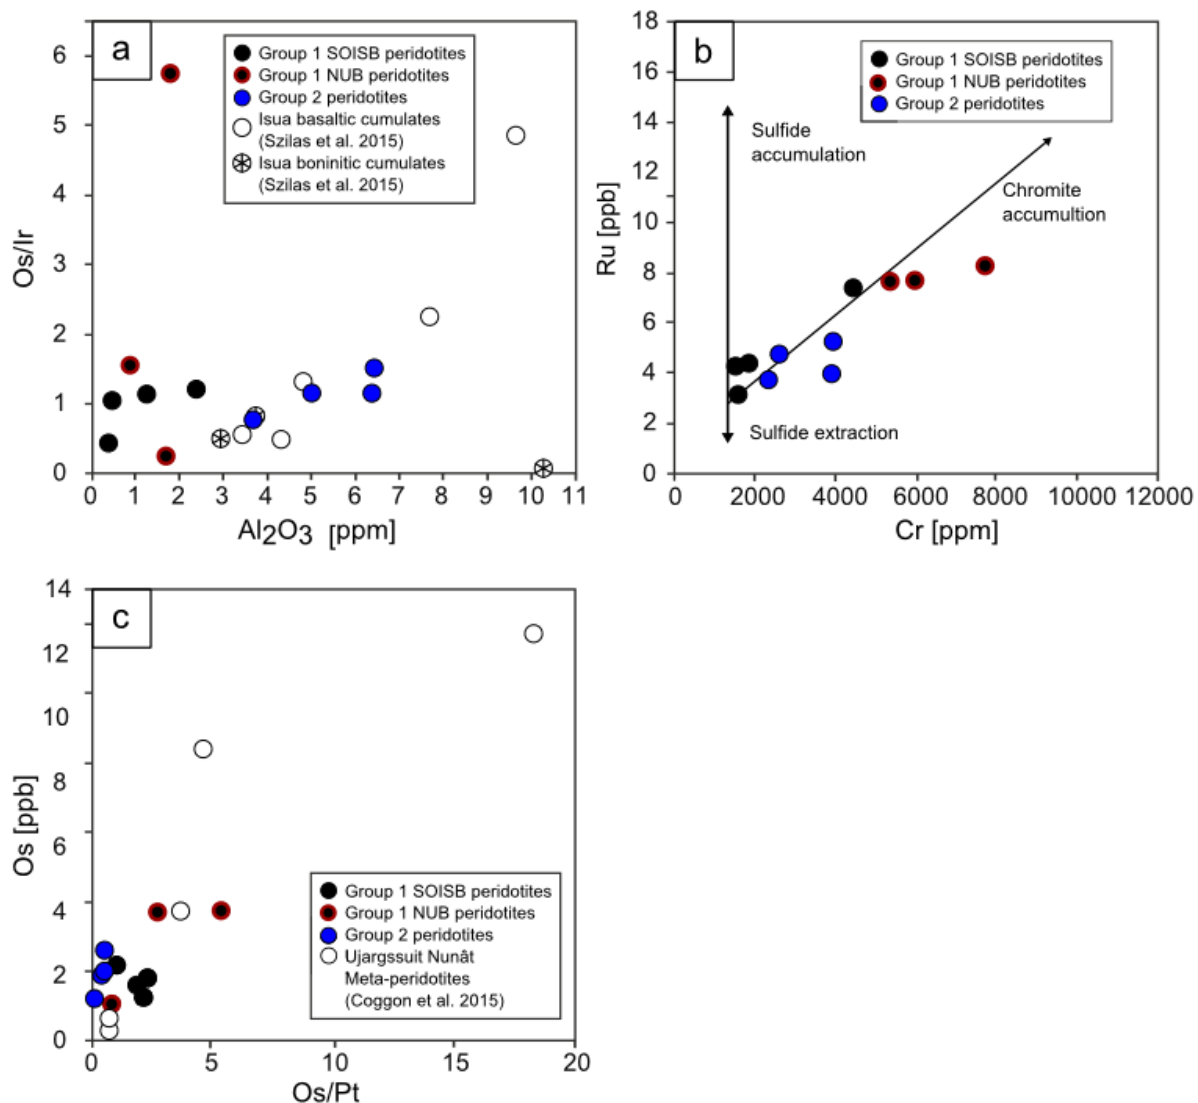 a
6
5
4
3
2
1
0
Os/Ir
Group 1 SOISB peridotites
Group 1 NUB peridotites
Group 2 peridotites
Isua basaltic cumulates
(Szilas et al. 2015)
Isua boninitic cumulates
(Szilas et al. 2015)
0 1 2 3 4 5 6 7 8 9 10 11
Al2O3 [ppm]
b
18
16
14
12
10
8
6
4
2
0
Ru [ppb]
Group 1 SOISB peridotites
Group 1 NUB peridotites
Group 2 peridotites
Sulfide
accumulation
Chromite
accumultion
Sulfide extraction
0 2000 4000 6000 8000 10000 12000
Cr [ppm]
c
14
12
10
8
6
4
2
0
Os [ppb]
Group 1 SOISB peridotites
Group 1 NUB peridotites
Group 2 peridotites
Ujargssuit Nunât
Meta-peridotites
(Coggon et al. 2015)
0 5 10 15 20
Os/Pt